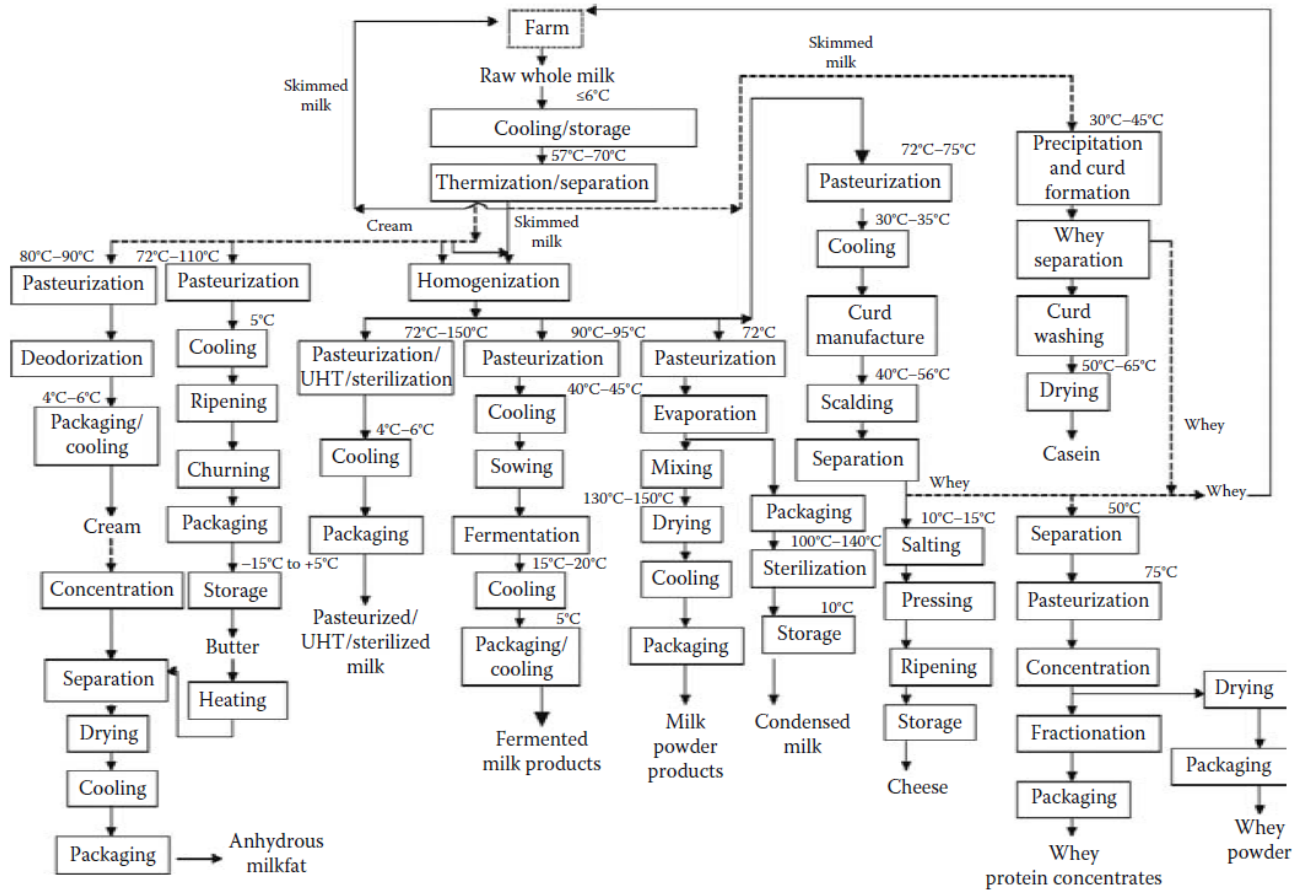 Farm
Skimmed
milk
Raw whole milk
Skimmed
milk
≤6°C
Cooling/storage
30°C–45°C
Precipitation
and curd
formation
57°C–70°C
Thermization/separation
72°C–75°C
Pasteurization
Cream
Skimmed
milk
30°C–35°C
Cooling
Whey
separation
80°C–90°C
Pasteurization
72°C–110°C
Pasteurization
Homogenization
Curd
manufacture
Curd
washing
5°C
Cooling
Deodorization
72°C–150°C
Pasteurization/
UHT/sterilization
90°C–95°C
Pasteurization
72°C
Pasteurization
40°C–56°C
Scalding
50°C–65°C
Drying
4°C–6°C
Packaging/
cooling
Ripening
40°C–45°C
Cooling
Evaporation
Whey
Casein
4°C–6°C
Cooling
Churning
Sowing
Mixing
Separation
Whey
Whey
Cream
Packaging
Packaging
130°C–150°C
Drying
Fermentation
Packaging
10°C–15°C
Salting
50°C
Separation
–15°C to +5°C
Storage
Concentration
15°C–20°C
Cooling
Cooling
100°C–140°C
Sterilization
Pressing
75°C
Pasteurization
Pasteurized/
UHT/sterilized
milk
Butter
5°C
Packaging/
cooling
Packaging
10°C
Storage
Ripening
Concentration
Separation
Heating
Drying
Storage
Drying
Fermented
milk products
Milk
powder
products
Condensed
milk
Fractionation
Packaging
Cooling
Cheese
Packaging
Packaging
Anhydrous
milkfat
Whey
protein concentrates
Whey
powder